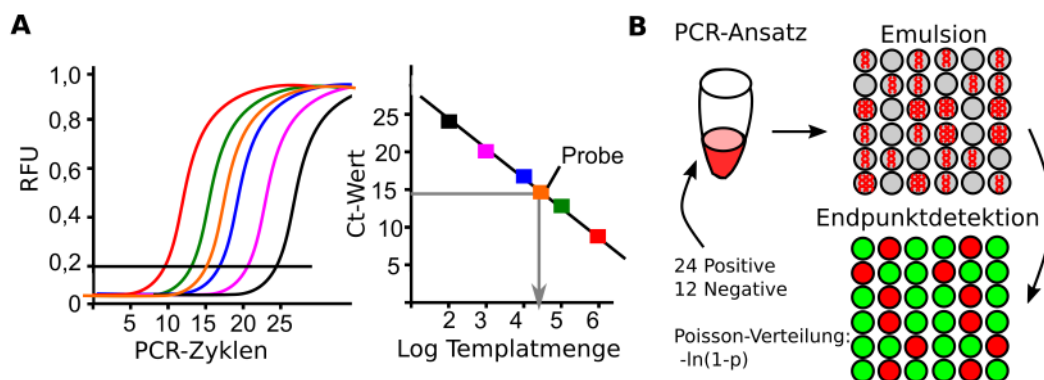 A
RFU
1,0
0,8
0,6
0,4
0,2
0
5 10 15 20 25
PCR-Zyklen
Ct-Wert
25
20
15
10
5
Probe
2 3 4 5 6
Log Templatmenge
B
PCR-Ansatz
Emulsion
Endpunktdetektion
24 Positive
12 Negative
Poisson-Verteilung:
-ln(1-p)